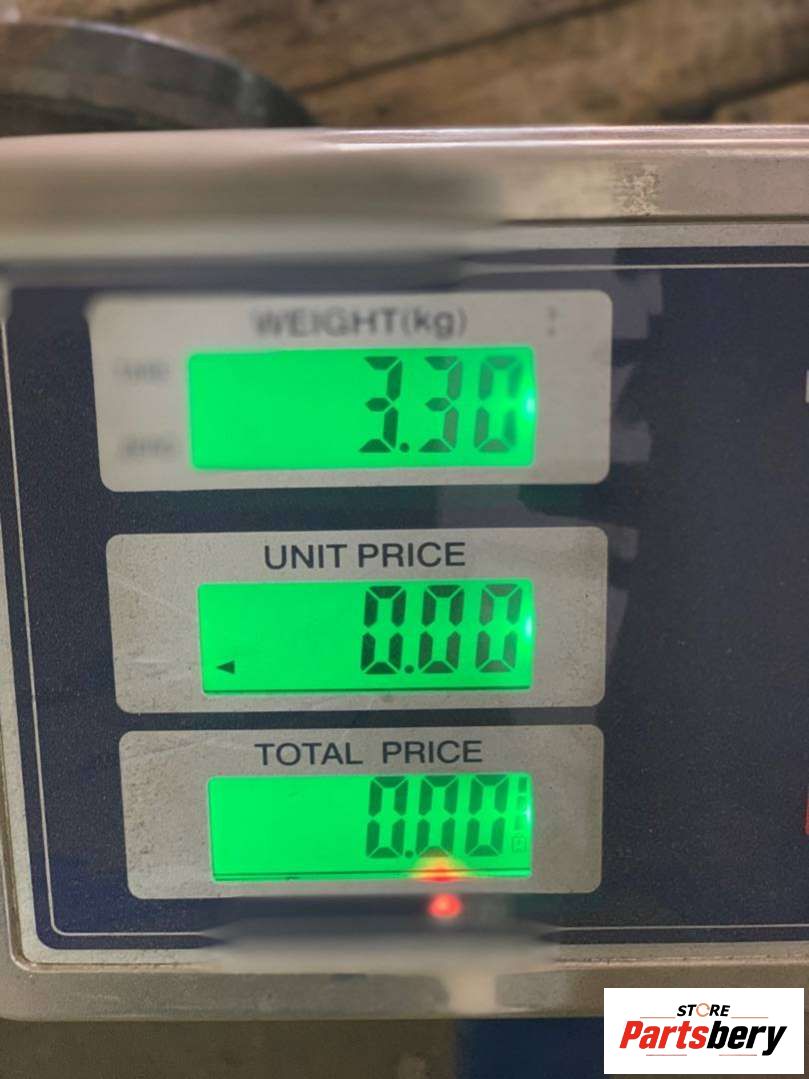 WEIGHT(kg)
3.30
UNIT PRICE
0.00
TOTAL PRICE
0.00
STORE
Partsbery